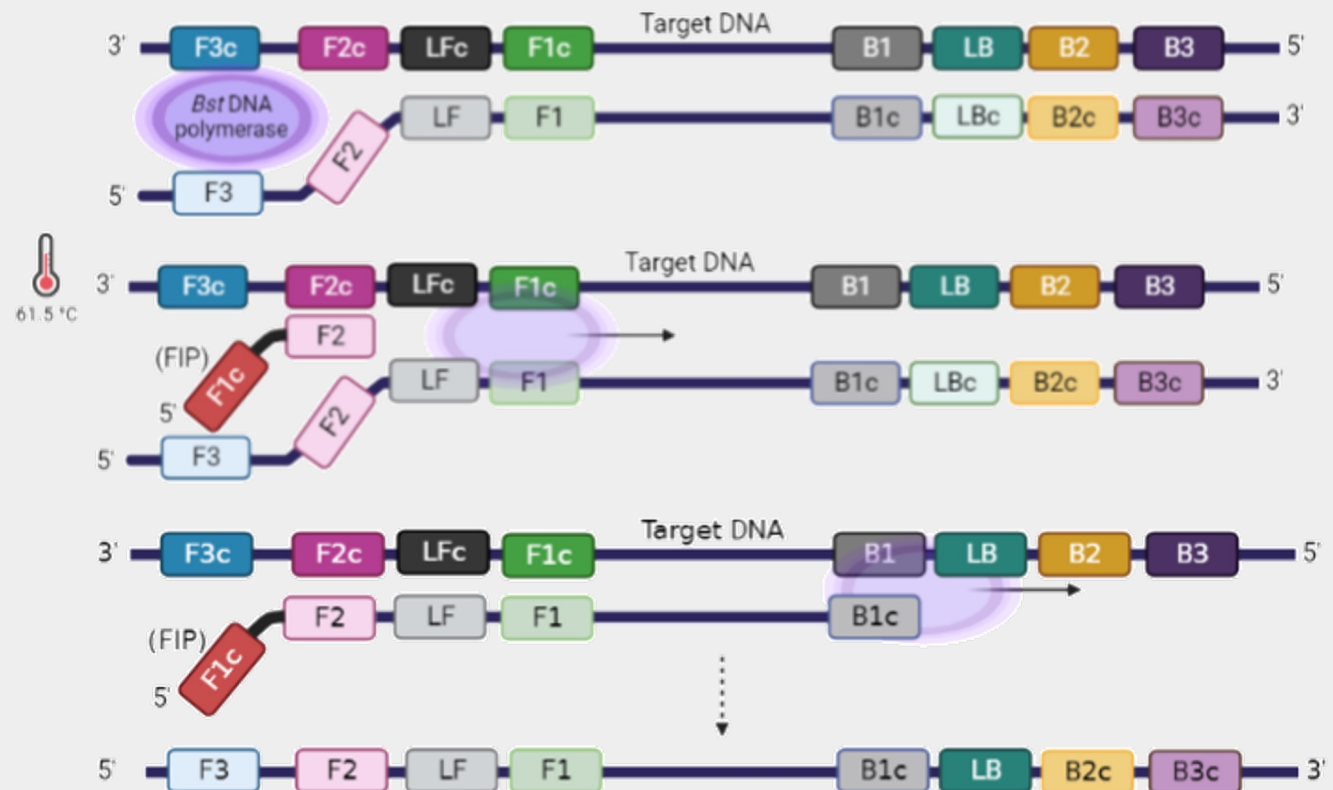 Target DNA
3' F3c F2c LFc F1c B1 LB B2 B3 5'
Bst DNA
polymerase
LF F1 B1c LBc B2c B3c 3'
F2
5' F3
Target DNA
3' F3c F2c LFc F1c B1 LB B2 B3 5'
61.5 °C
F2
(FIP)
F1c
5'
LF F1 B1c LBc B2c B3c 3'
F2
5' F3
Target DNA
3' F3c F2c LFc F1c B1 LB B2 B3 5'
F2 LF F1 B1c
(FIP)
F1c
5'
5' F3 F2 LF F1 B1c LB B2c B3c 3'